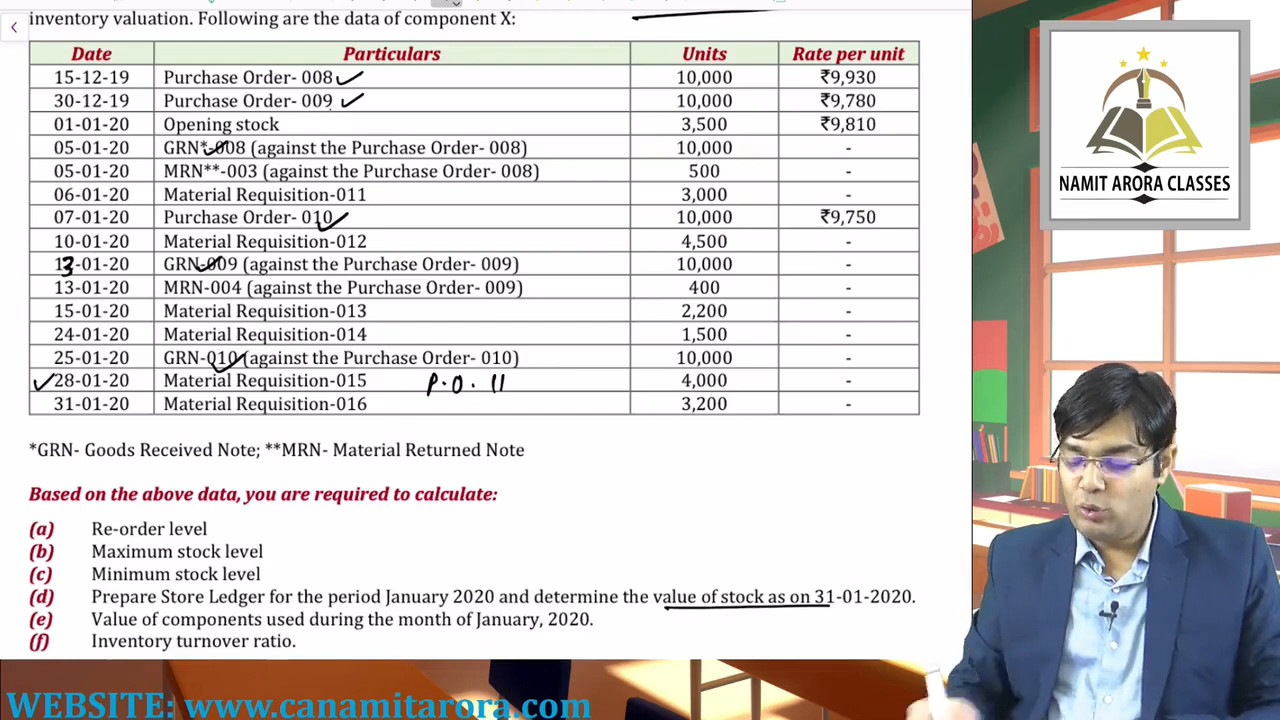 inventory valuation. Following are the data of component X:
Date Particulars Units Rate per unit
15-12-19 Purchase Order- 008 10,000 ₹9,930
30-12-19 Purchase Order- 009 10,000 ₹9,780
01-01-20 Opening stock 3,500 ₹9,810
05-01-20 GRN*-008 (against the Purchase Order- 008) 10,000 -
05-01-20 MRN**-003 (against the Purchase Order- 008) 500 -
06-01-20 Material Requisition-011 3,000 -
07-01-20 Purchase Order- 010 10,000 ₹9,750
10-01-20 Material Requisition-012 4,500 -
13-01-20 GRN-009 (against the Purchase Order- 009) 10,000 -
13-01-20 MRN-004 (against the Purchase Order- 009) 400 -
15-01-20 Material Requisition-013 2,200 -
24-01-20 Material Requisition-014 1,500 -
25-01-20 GRN-010 (against the Purchase Order- 010) 10,000 -
28-01-20 Material Requisition-015 P.O. 11 4,000 -
31-01-20 Material Requisition-016 3,200 -
*GRN- Goods Received Note; **MRN- Material Returned Note
Based on the above data, you are required to calculate:
(a) Re-order level
(b) Maximum stock level
(c) Minimum stock level
(d) Prepare Store Ledger for the period January 2020 and determine the value of stock as on 31-01-2020.
(e) Value of components used during the month of January, 2020.
(f) Inventory turnover ratio.
NAMIT ARORA CLASSES
WEBSITE: www.canamitarora.com